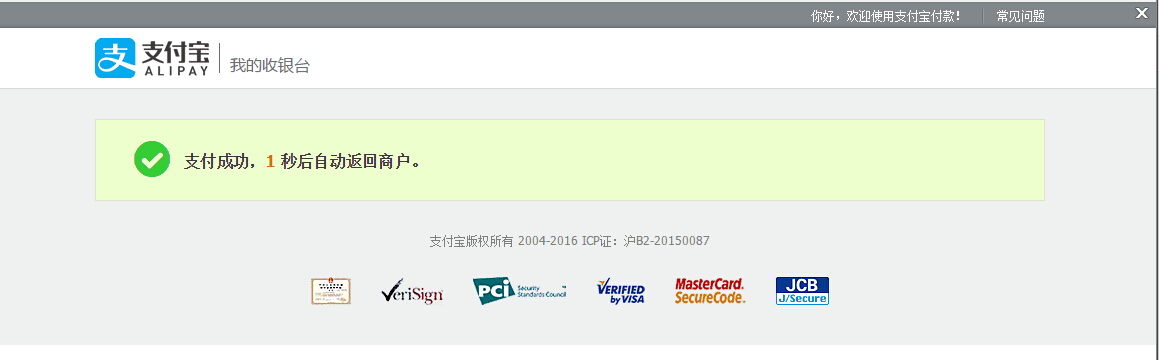 你好，欢迎使用支付宝付款！ 常见问题
支付宝
ALIPAY
我的收银台
支付成功，1 秒后自动返回商户。
支付宝版权所有 2004-2016 ICP证：沪B2-20150087
VeriSign
PCI Security Standards Council
VERIFIED by VISA
MasterCard. SecureCode.
JCB J/Secure